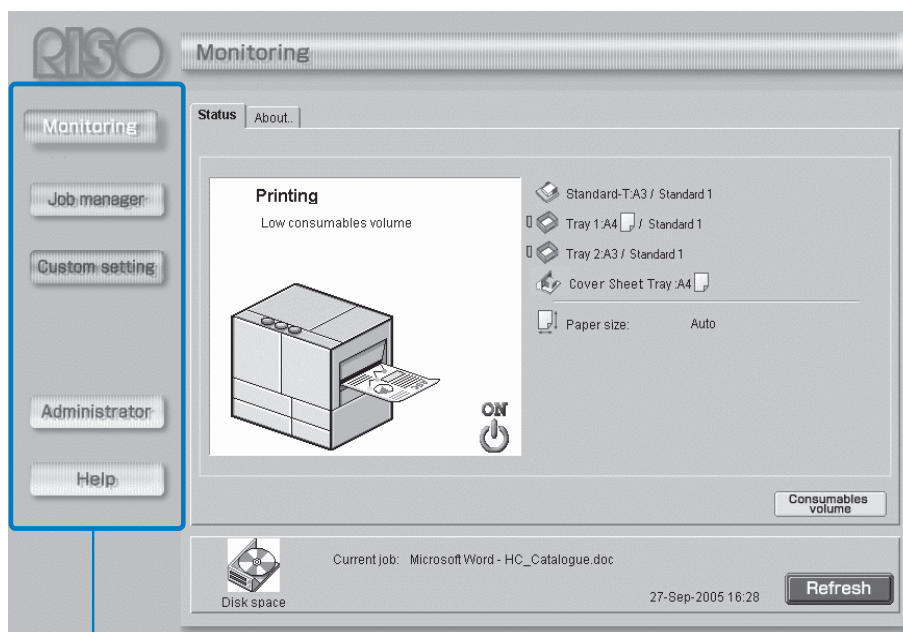 RISO
Monitoring
Monitoring
Job manager
Custom setting
Administrator
Help
Status
About..
Printing
Low consumables volume
ON
Standard-T:A3 / Standard 1
Tray 1:A4 / Standard 1
Tray 2:A3 / Standard 1
Cover Sheet Tray :A4
Paper size: Auto
Consumables
volume
Disk space
Current job: Microsoft Word - HC_Catalogue.doc
27-Sep-2005 16:28
Refresh